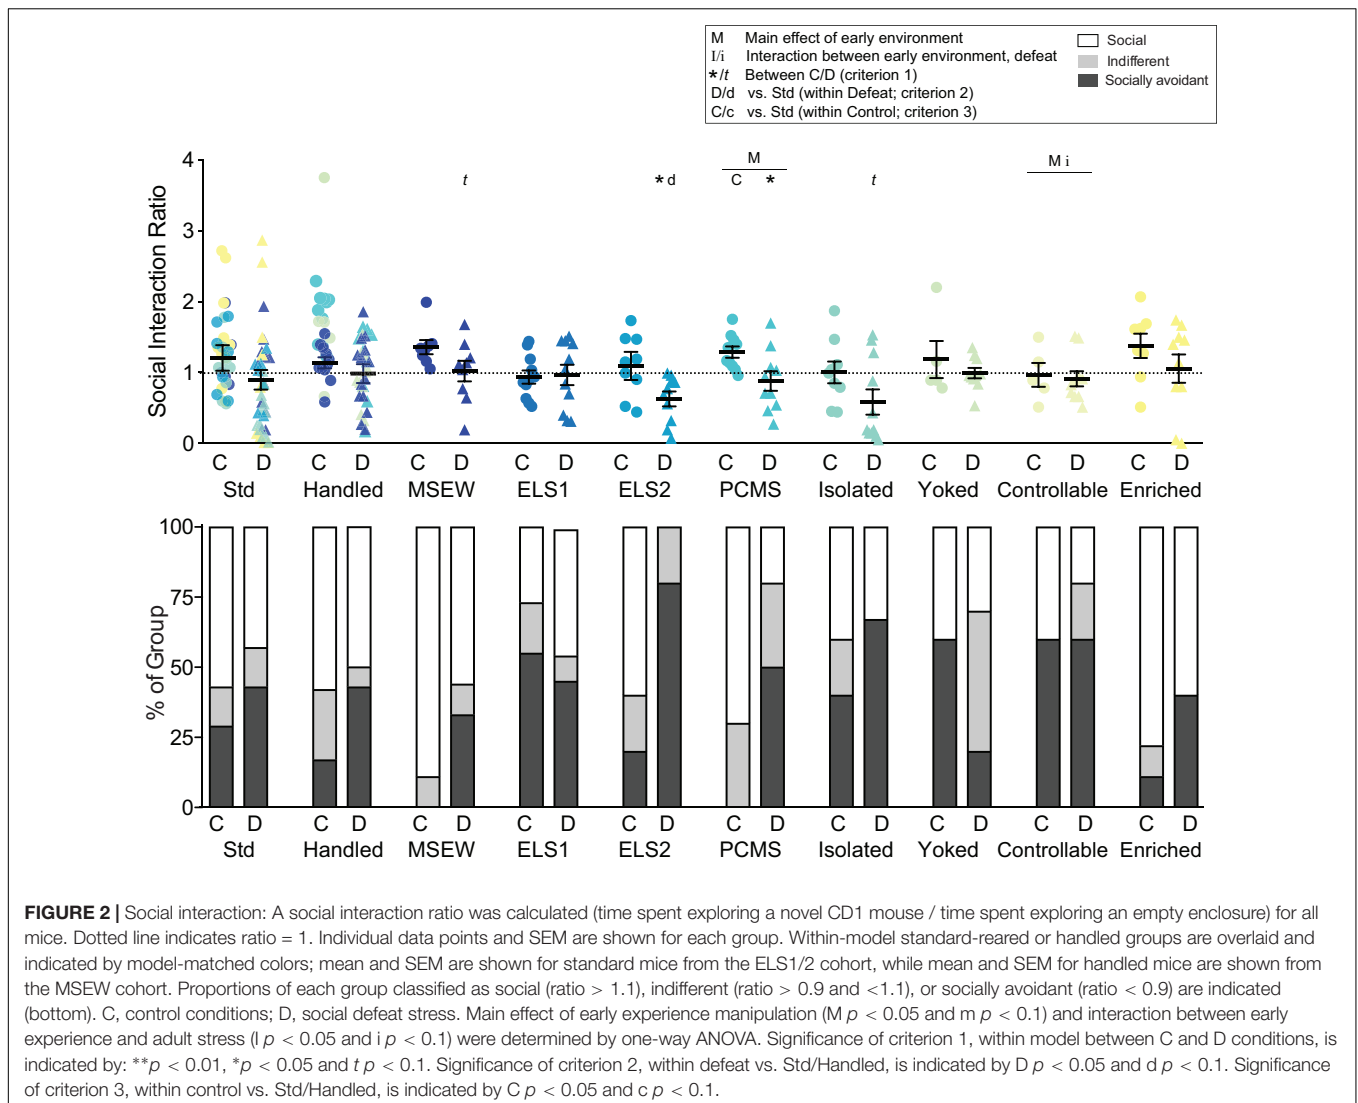 M Main effect of early environment
I/i Interaction between early environment, defeat
*/t Between C/D (criterion 1)
D/d vs. Std (within Defeat; criterion 2)
C/c vs. Std (within Control; criterion 3)
Social
Indifferent
Socially avoidant
Social Interaction Ratio
4
3
2
1
0
t
* d
M
C *
t
M i
C D C D C D C D C D C D C D C D C D C D
Std Handled MSEW ELS1 ELS2 PCMS Isolated Yoked Controllable Enriched
% of Group
100
75
50
25
0
C D C D C D C D C D C D C D C D C D C D
Std Handled MSEW ELS1 ELS2 PCMS Isolated Yoked Controllable Enriched
FIGURE 2 | Social interaction: A social interaction ratio was calculated (time spent exploring a novel CD1 mouse / time spent exploring an empty enclosure) for all
mice. Dotted line indicates ratio = 1. Individual data points and SEM are shown for each group. Within-model standard-reared or handled groups are overlaid and
indicated by model-matched colors; mean and SEM are shown for standard mice from the ELS1/2 cohort, while mean and SEM for handled mice are shown from
the MSEW cohort. Proportions of each group classified as social (ratio > 1.1), indifferent (ratio > 0.9 and <1.1), or socially avoidant (ratio < 0.9) are indicated
(bottom). C, control conditions; D, social defeat stress. Main effect of early experience manipulation (M p < 0.05 and m p < 0.1) and interaction between early
experience and adult stress (I p < 0.05 and i p < 0.1) were determined by one-way ANOVA. Significance of criterion 1, within model between C and D conditions, is
indicated by: **p < 0.01, *p < 0.05 and t p < 0.1. Significance of criterion 2, within defeat vs. Std/Handled, is indicated by D p < 0.05 and d p < 0.1. Significance
of criterion 3, within control vs. Std/Handled, is indicated by C p < 0.05 and c p < 0.1.